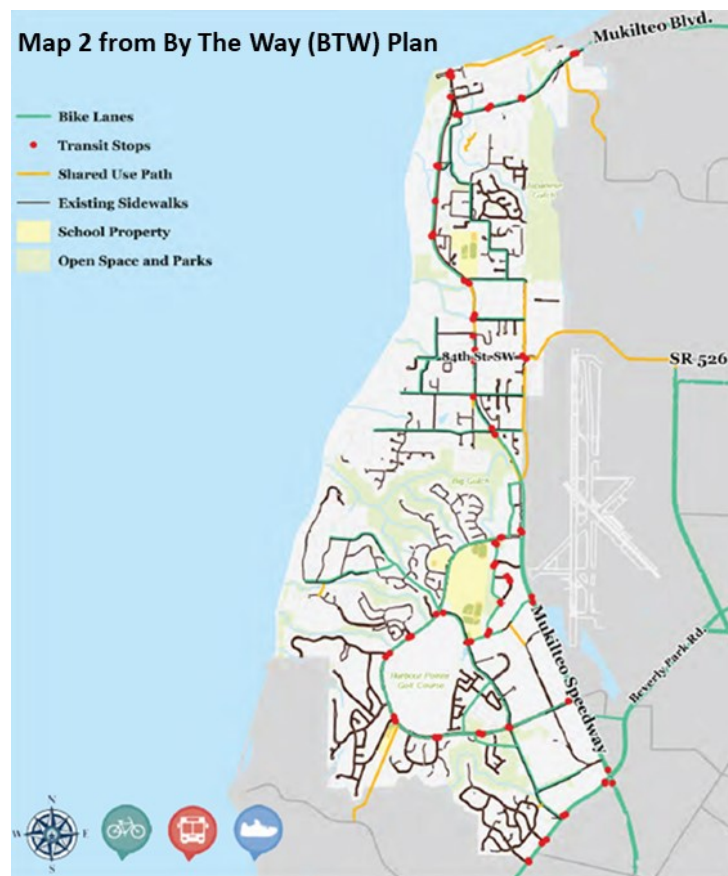 Map 2 from By The Way (BTW) Plan
Mukilteo Blvd.
Bike Lanes
Transit Stops
Shared Use Path
Existing Sidewalks
School Property
Open Space and Parks
Japanese
Gulch
84th St. SW
SR 526
Big Gulch
Mukilteo Speedway
Beverly Park Rd.
Harbour Pointe
Golf Course
N
W
E
S